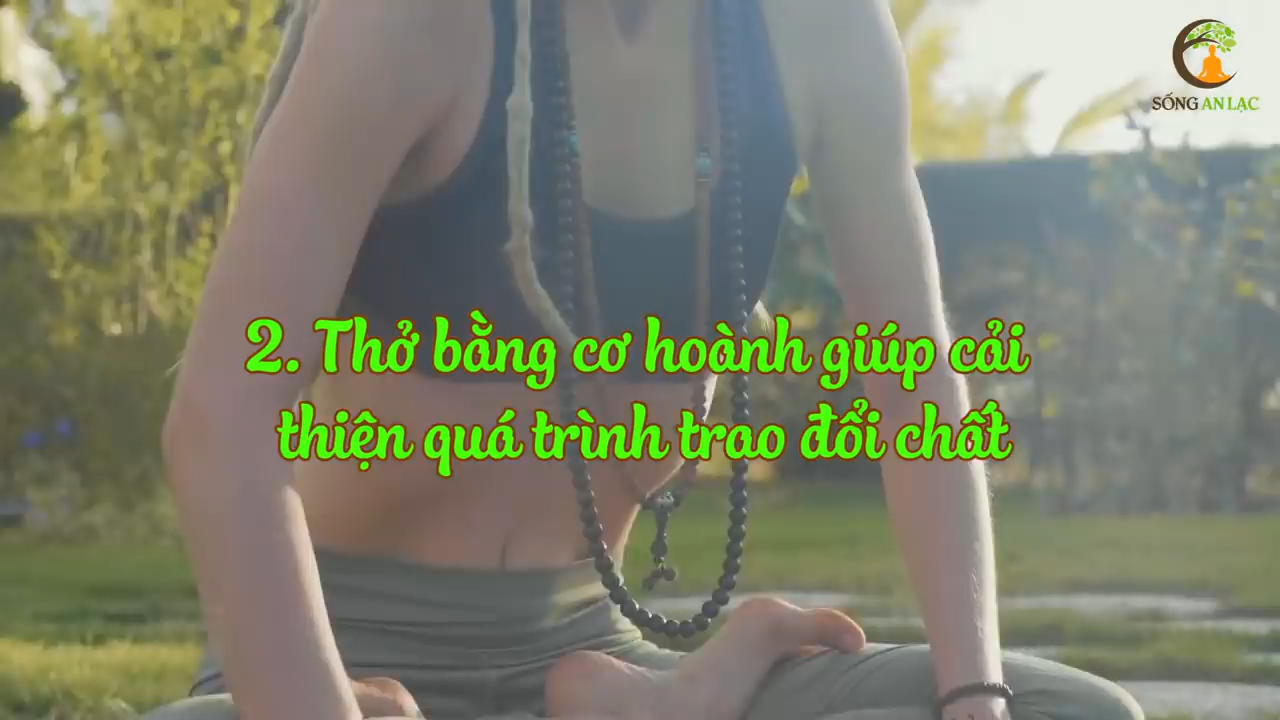 SỐNG AN LẠC
2. Thở bằng cơ hoành giúp cải
thiện quá trình trao đổi chất